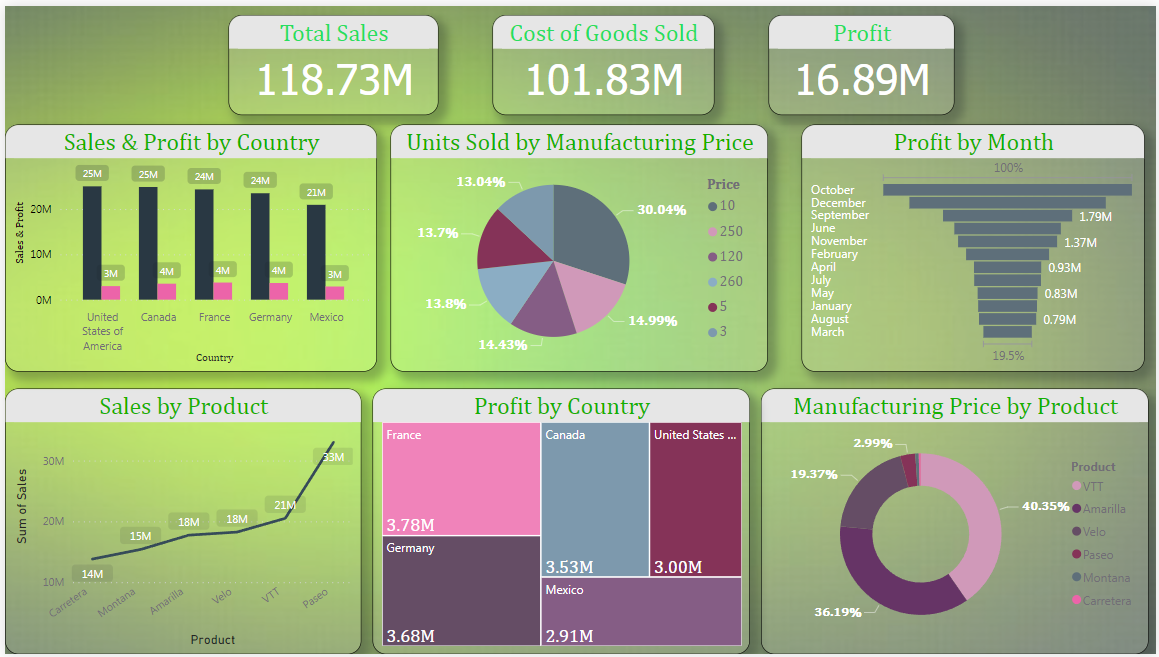 Total Sales
118.73M
Cost of Goods Sold
101.83M
Profit
16.89M
Sales & Profit by Country
Sales & Profit
20M
10M
0M
25M
25M
24M
24M
21M
3M
4M
4M
4M
3M
United
States of
America
Canada
France
Germany
Mexico
Country
Units Sold by Manufacturing Price
13.04%
30.04%
13.7%
13.8%
14.43%
14.99%
Price
10
250
120
260
5
3
Profit by Month
100%
October
December
September
1.79M
June
November
1.37M
February
April
0.93M
July
May
0.83M
January
August
0.79M
March
19.5%
Sales by Product
Sum of Sales
30M
20M
10M
14M
15M
18M
18M
21M
33M
Carretera
Montana
Amarilla
Velo
VTT
Paseo
Product
Profit by Country
France
3.78M
Germany
3.68M
Canada
3.53M
United States ...
3.00M
Mexico
2.91M
Manufacturing Price by Product
2.99%
19.37%
40.35%
36.19%
Product
VTT
Amarilla
Velo
Paseo
Montana
Carretera